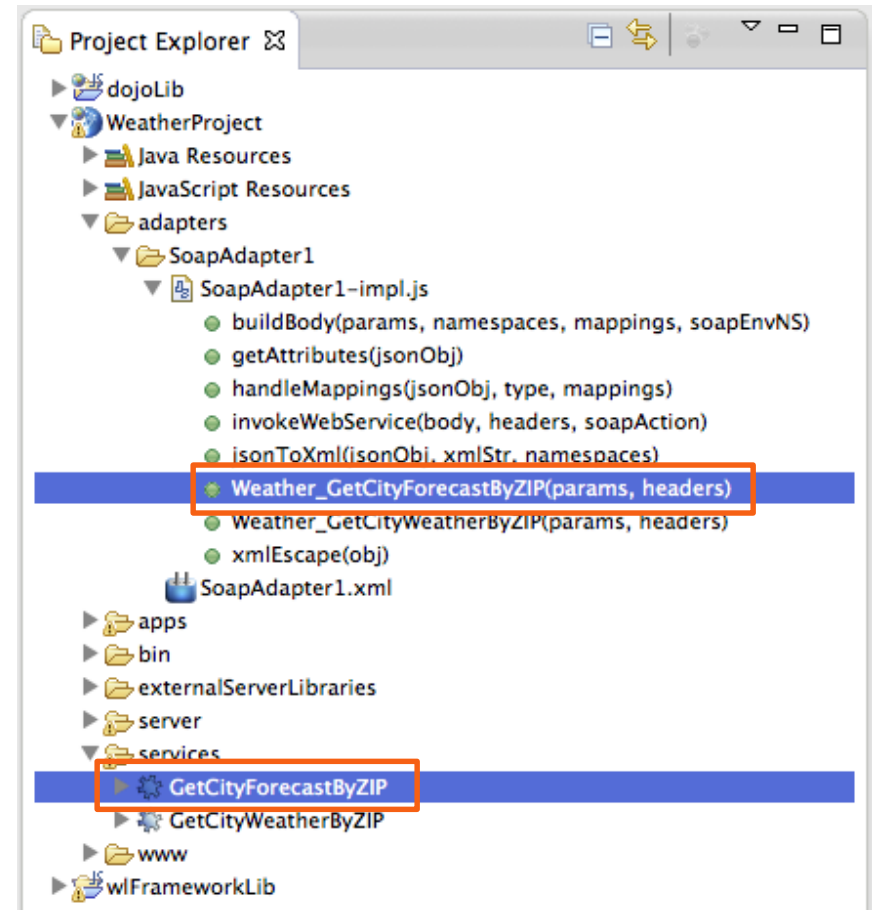 Project Explorer
dojoLib
WeatherProject
Java Resources
JavaScript Resources
adapters
SoapAdapter1
SoapAdapter1-impl.js
buildBody(params, namespaces, mappings, soapEnvNS)
getAttributes(jsonObj)
handleMappings(jsonObj, type, mappings)
invokeWebService(body, headers, soapAction)
jsonToXml(jsonObj, xmlStr, namespaces)
Weather_GetCityForecastByZIP(params, headers)
Weather_GetCityWeatherByZIP(params, headers)
xmlEscape(obj)
SoapAdapter1.xml
apps
bin
externalServerLibraries
server
services
GetCityForecastByZIP
GetCityWeatherByZIP
www
wlFrameworkLib